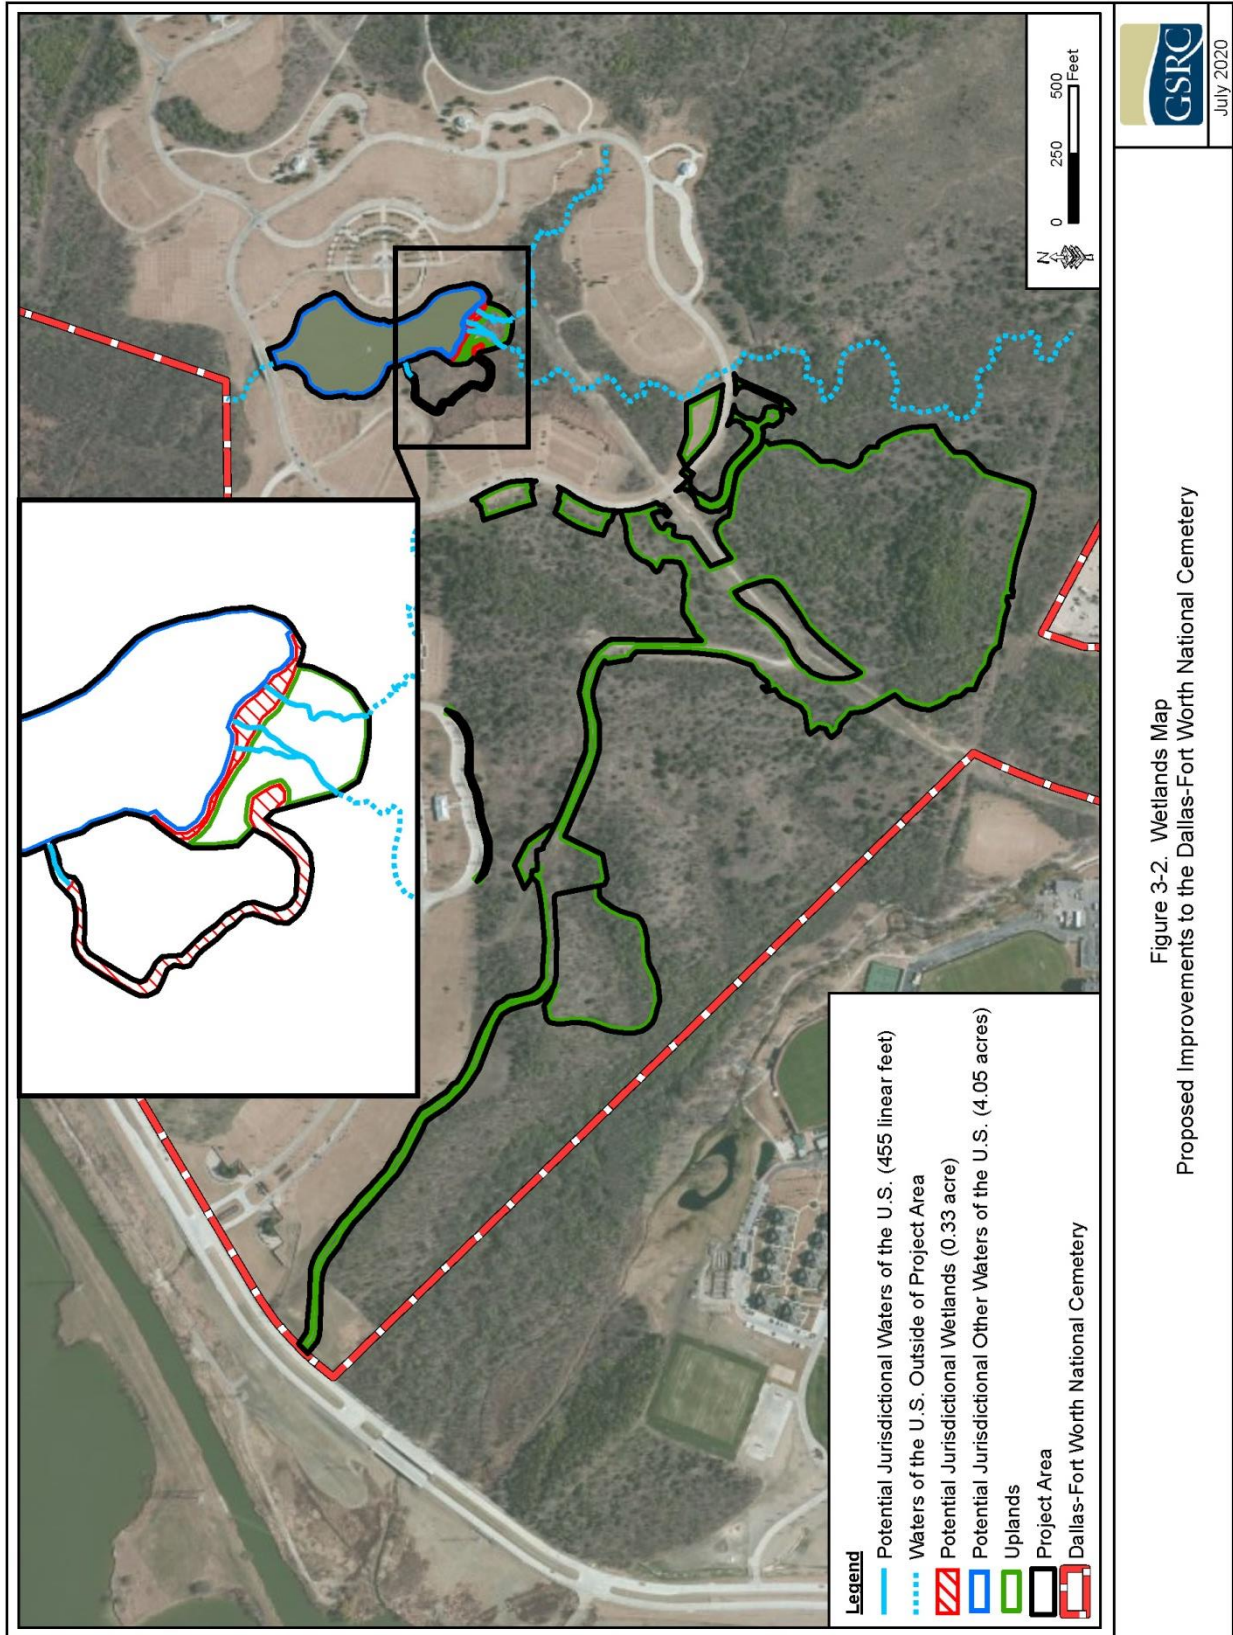 Legend
Potential Jurisdictional Waters of the U.S. (455 linear feet)
Waters of the U.S. Outside of Project Area
Potential Jurisdictional Wetlands (0.33 acre)
Potential Jurisdictional Other Waters of the U.S. (4.05 acres)
Uplands
Project Area
Dallas-Fort Worth National Cemetery
N
0 250 500
Feet
Figure 3-2. Wetlands Map
Proposed Improvements to the Dallas-Fort Worth National Cemetery
GSRC
July 2020